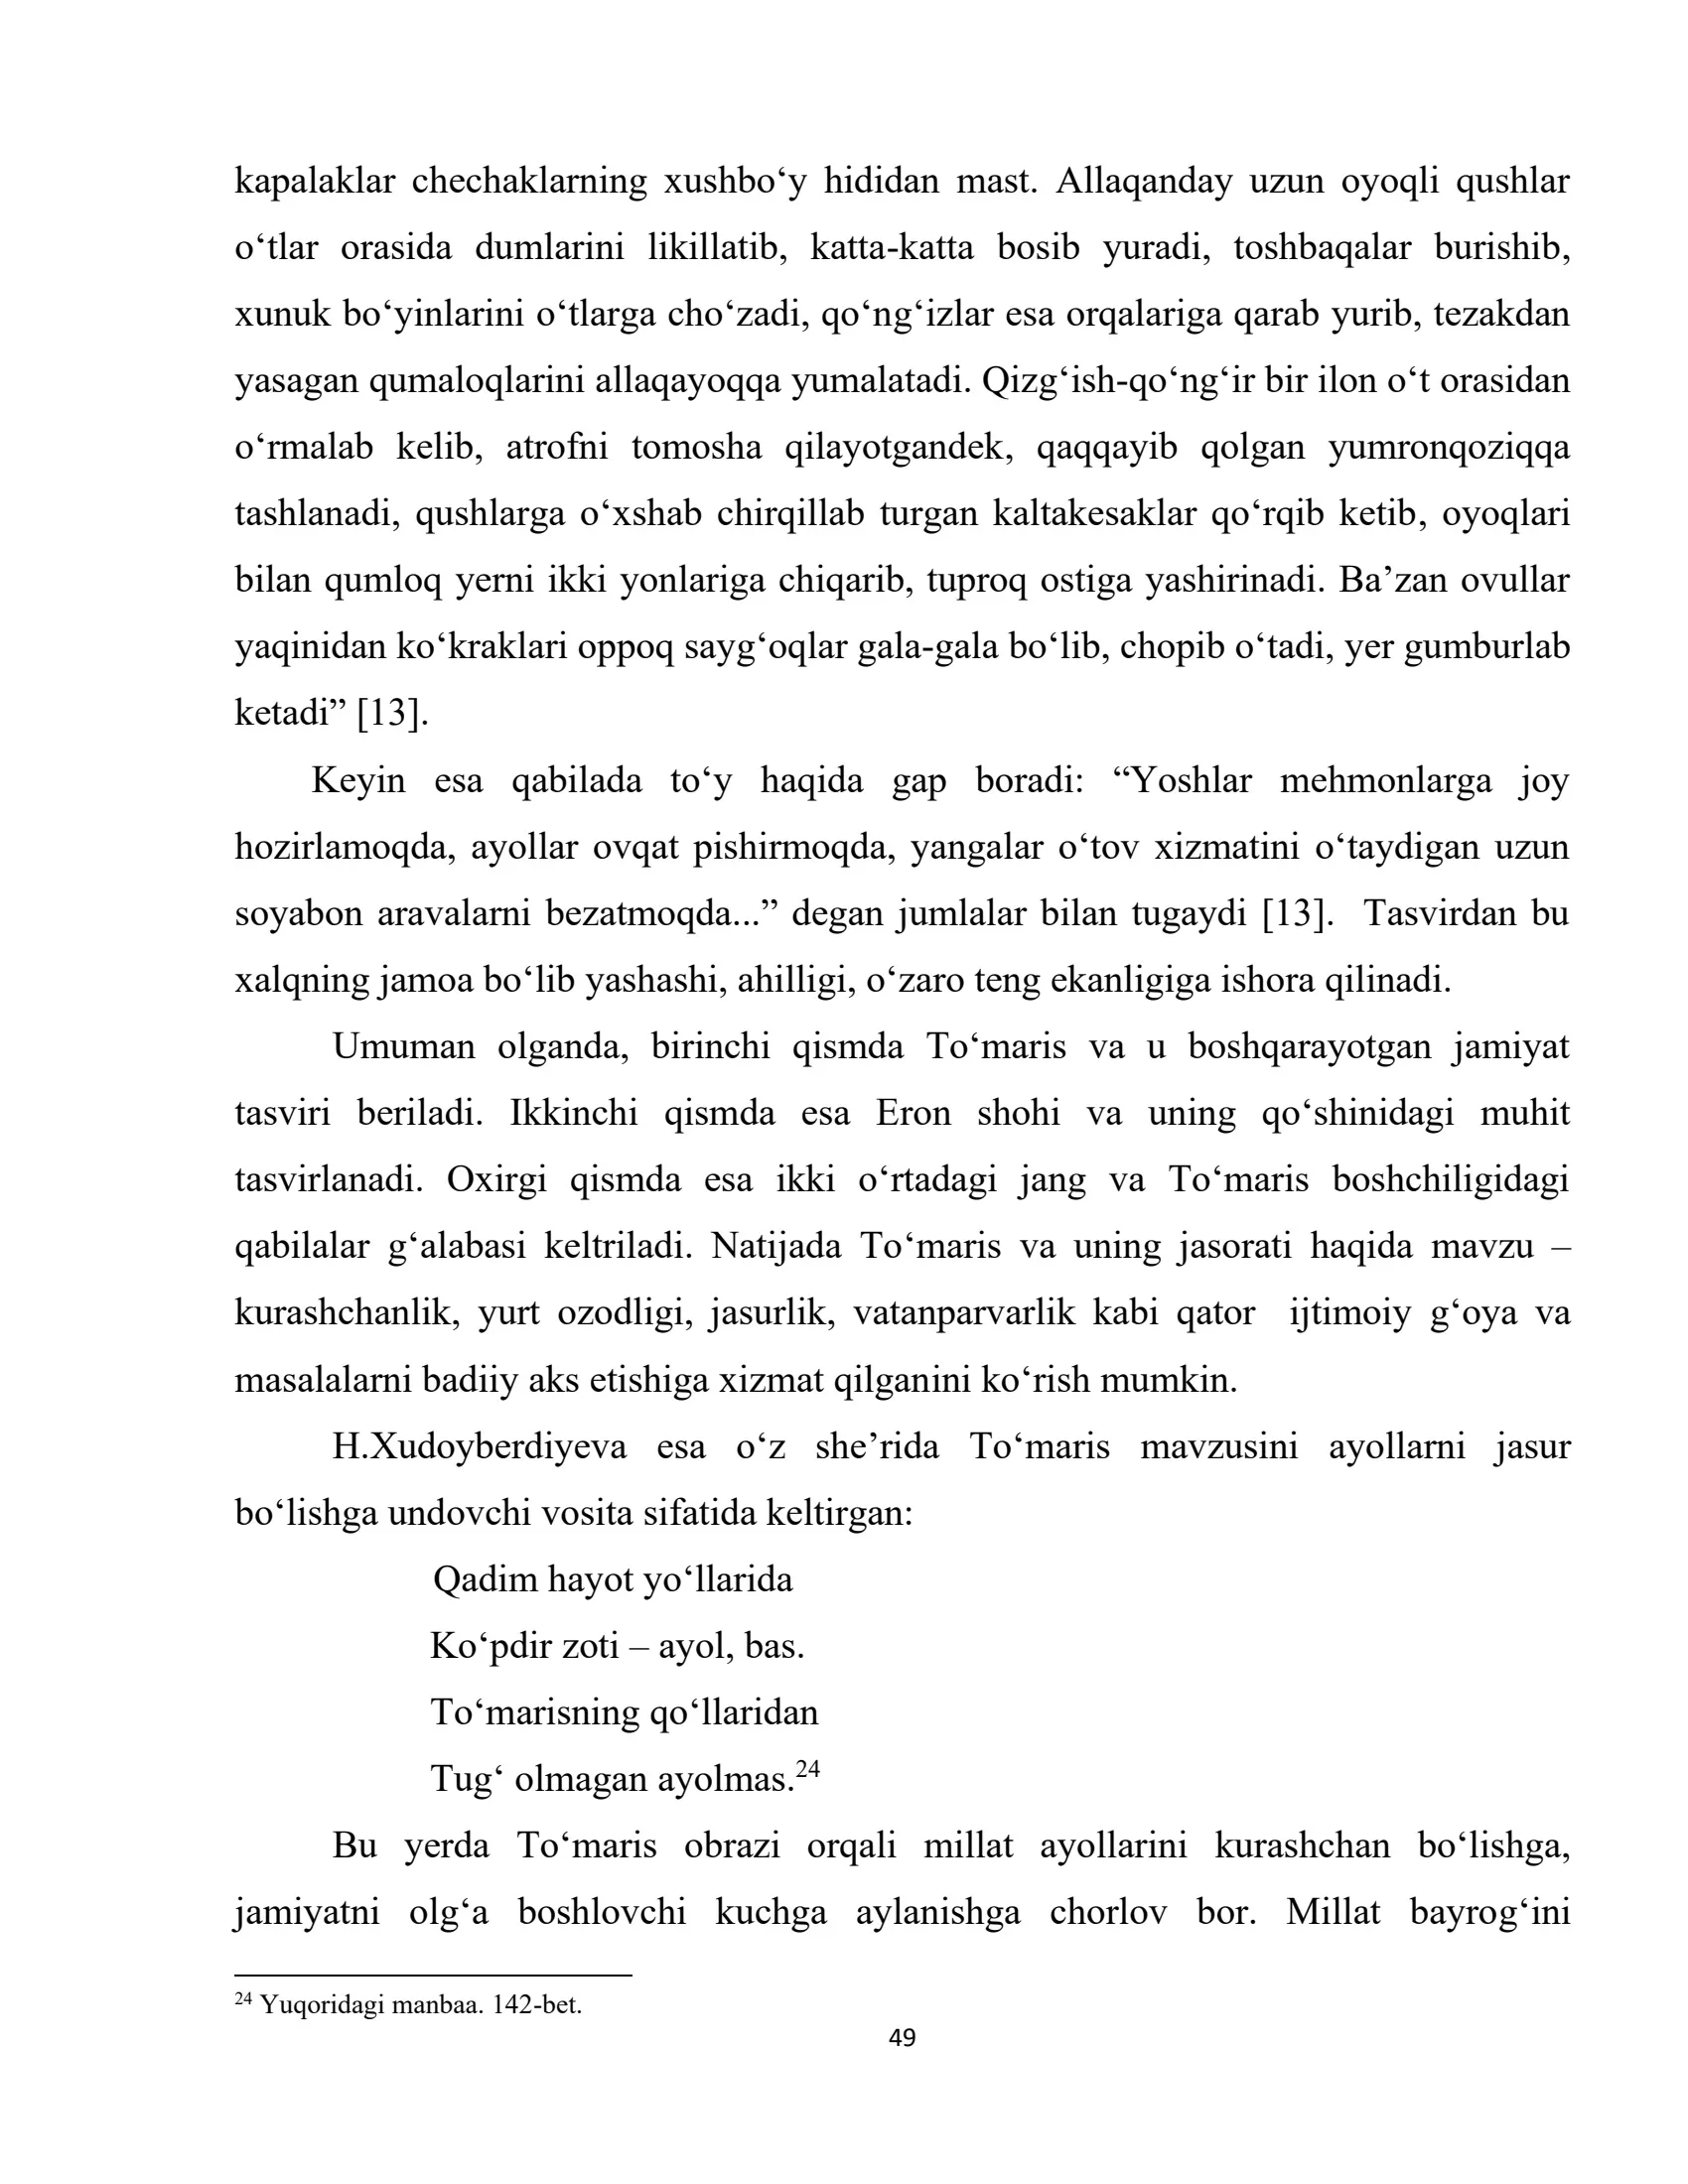 kapalaklar chechaklarning xushbo‘y hididan mast. Allaqanday uzun oyoqli qushlar
o‘tlar orasida dumlarini likillatib, katta-katta bosib yuradi, toshbaqalar burishib,
xunuk bo‘yinlarini o‘tlarga cho‘zadi, qo‘ng‘izlar esa orqalariga qarab yurib, tezakdan
yasagan qumaloqlarini allaqayoqqa yumalatadi. Qizg‘ish-qo‘ng‘ir bir ilon o‘t orasidan
o‘rmalab kelib, atrofni tomosha qilayotgandek, qaqqayib qolgan yumronqoziqqa
tashlanadi, qushlarga o‘xshab chirqillab turgan kaltakesaklar qo‘rqib ketib, oyoqlari
bilan qumloq yerni ikki yonlariga chiqarib, tuproq ostiga yashirinadi. Ba’zan ovullar
yaqinidan ko‘kraklari oppoq sayg‘oqlar gala-gala bo‘lib, chopib o‘tadi, yer gumburlab
ketadi” [13].
Keyin esa qabilada to‘y haqida gap boradi: “Yoshlar mehmonlarga joy
hozirlamoqda, ayollar ovqat pishirmoqda, yangalar o‘tov xizmatini o‘taydigan uzun
soyabon aravalarni bezatmoqda...” degan jumlalar bilan tugaydi [13].  Tasvirdan bu
xalqning jamoa bo‘lib yashashi, ahilligi, o‘zaro teng ekanligiga ishora qilinadi.
Umuman olganda, birinchi qismda To‘maris va u boshqarayotgan jamiyat
tasviri beriladi. Ikkinchi qismda esa Eron shohi va uning qo‘shinidagi muhit
tasvirlanadi. Oxirgi qismda esa ikki o‘rtadagi jang va To‘maris boshchiligidagi
qabilalar g‘alabasi keltriladi. Natijada To‘maris va uning jasorati haqida mavzu –
kurashchanlik, yurt ozodligi, jasurlik, vatanparvarlik kabi qator  ijtimoiy g‘oya va
masalalarni badiiy aks etishiga xizmat qilganini ko‘rish mumkin.
H.Xudoyberdiyeva esa o‘z she’rida To‘maris mavzusini ayollarni jasur
bo‘lishga undovchi vosita sifatida keltirgan:
Qadim hayot yo‘llarida
Ko‘pdir zoti – ayol, bas.
To‘marisning qo‘llaridan
Tug‘ olmagan ayolmas.24
Bu yerda To‘maris obrazi orqali millat ayollarini kurashchan bo‘lishga,
jamiyatni olg‘a boshlovchi kuchga aylanishga chorlov bor. Millat bayrog‘ini
24 Yuqoridagi manbaa. 142-bet.
49